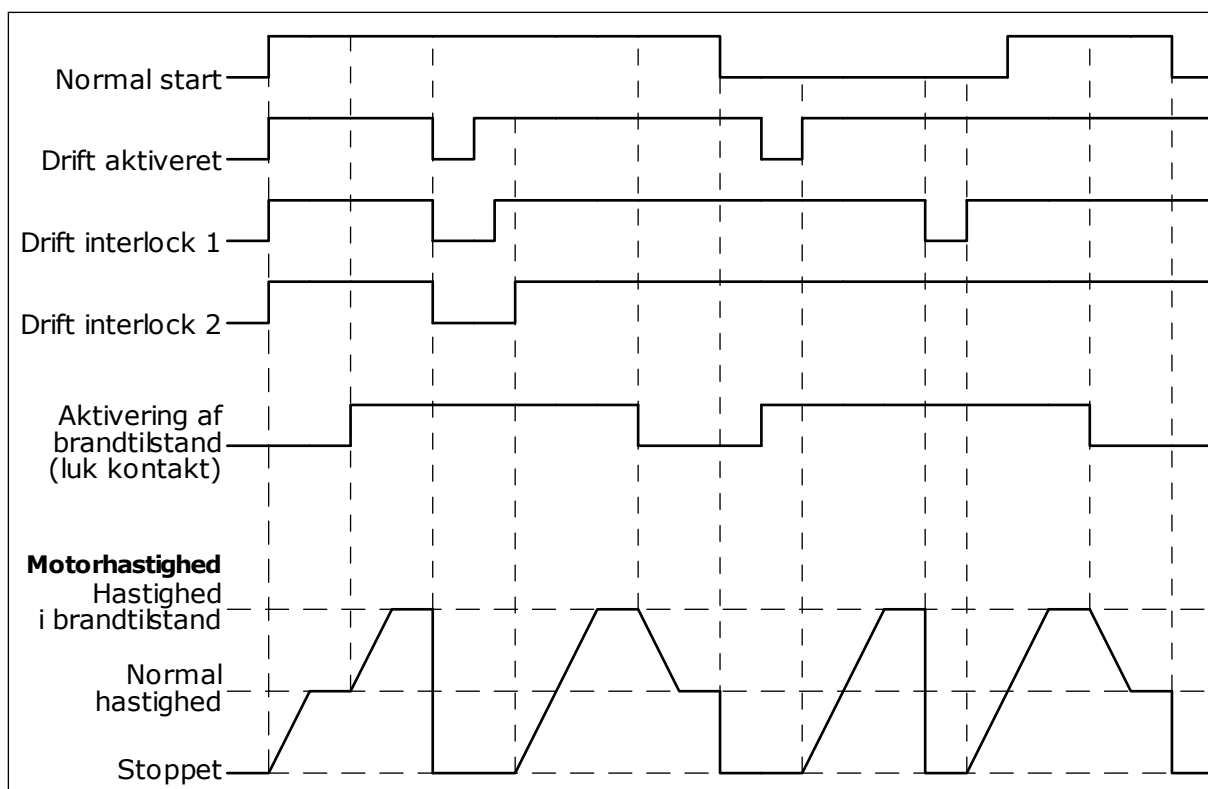 Normal start
Drift aktiveret
Drift interlock 1
Drift interlock 2
Aktivering af
brandtilstand
(luk kontakt)
Motorhastighed
Hastighed
i brandtilstand
Normal
hastighed
Stoppet